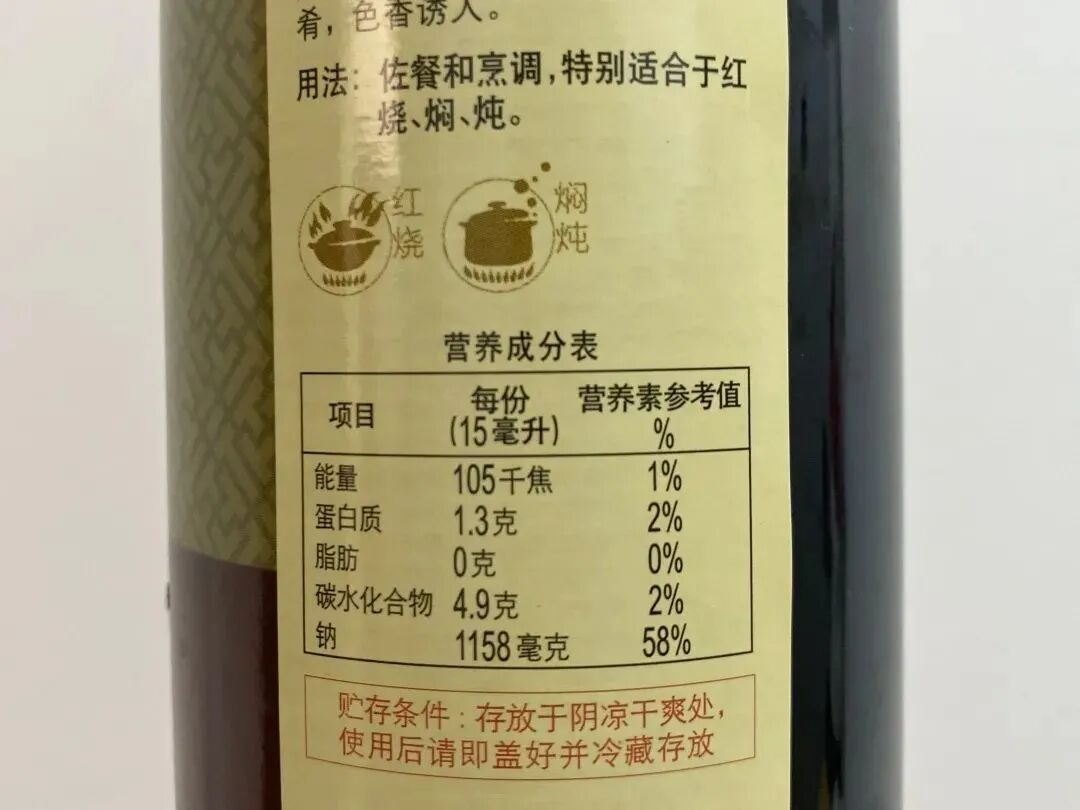 肴，色香诱人。
用法：佐餐和烹调，特别适合于红
烧、焖、炖。
红烧
焖炖
营养成分表
项目 每份(15毫升) 营养素参考值%
能量 105千焦 1%
蛋白质 1.3克 2%
脂肪 0克 0%
碳水化合物 4.9克 2%
钠 1158毫克 58%
贮存条件：存放于阴凉干爽处，
使用后请即盖好并冷藏存放